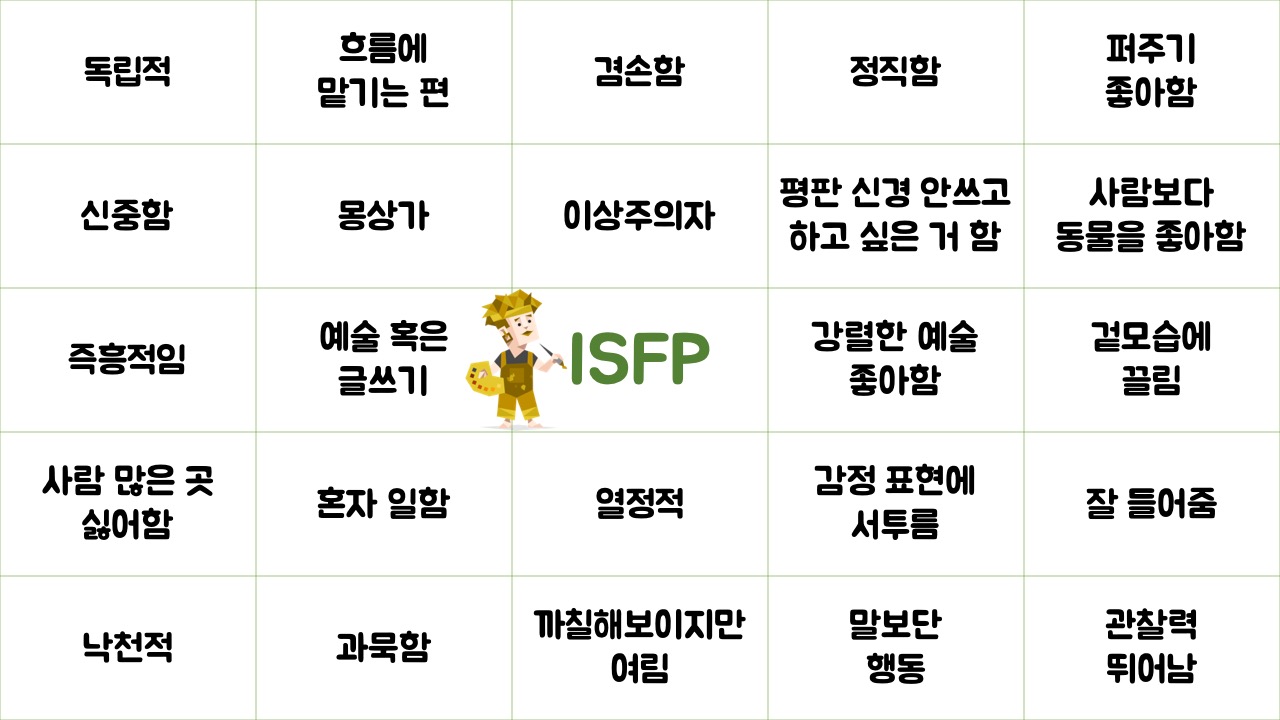 독립적
흐름에
맡기는 편
겸손함
정직함
퍼주기
좋아함
신중함
몽상가
이상주의자
평판 신경 안쓰고
하고 싶은 거 함
사람보다
동물을 좋아함
즉흥적임
예술 혹은
글쓰기
ISFP
강렬한 예술
좋아함
겉모습에
끌림
사람 많은 곳
싫어함
혼자 일함
열정적
감정 표현에
서투름
잘 들어줌
낙천적
과묵함
까칠해보이지만
여림
말보단
행동
관찰력
뛰어남